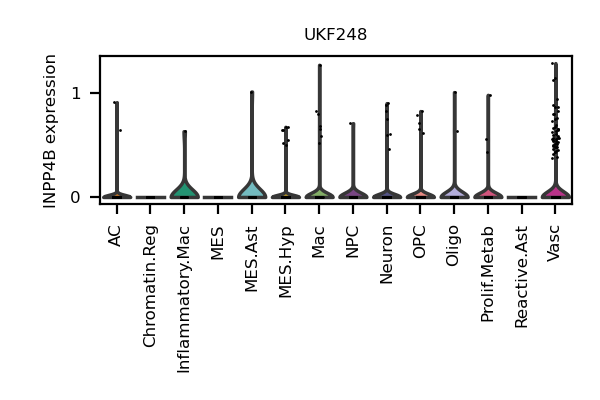 UKF248
INPP4B expression
1
0
AC
Chromatin.Reg
Inflammatory.Mac
MES
MES.Ast
MES.Hyp
Mac
NPC
Neuron
OPC
Oligo
Prolif.Metab
Reactive.Ast
Vasc